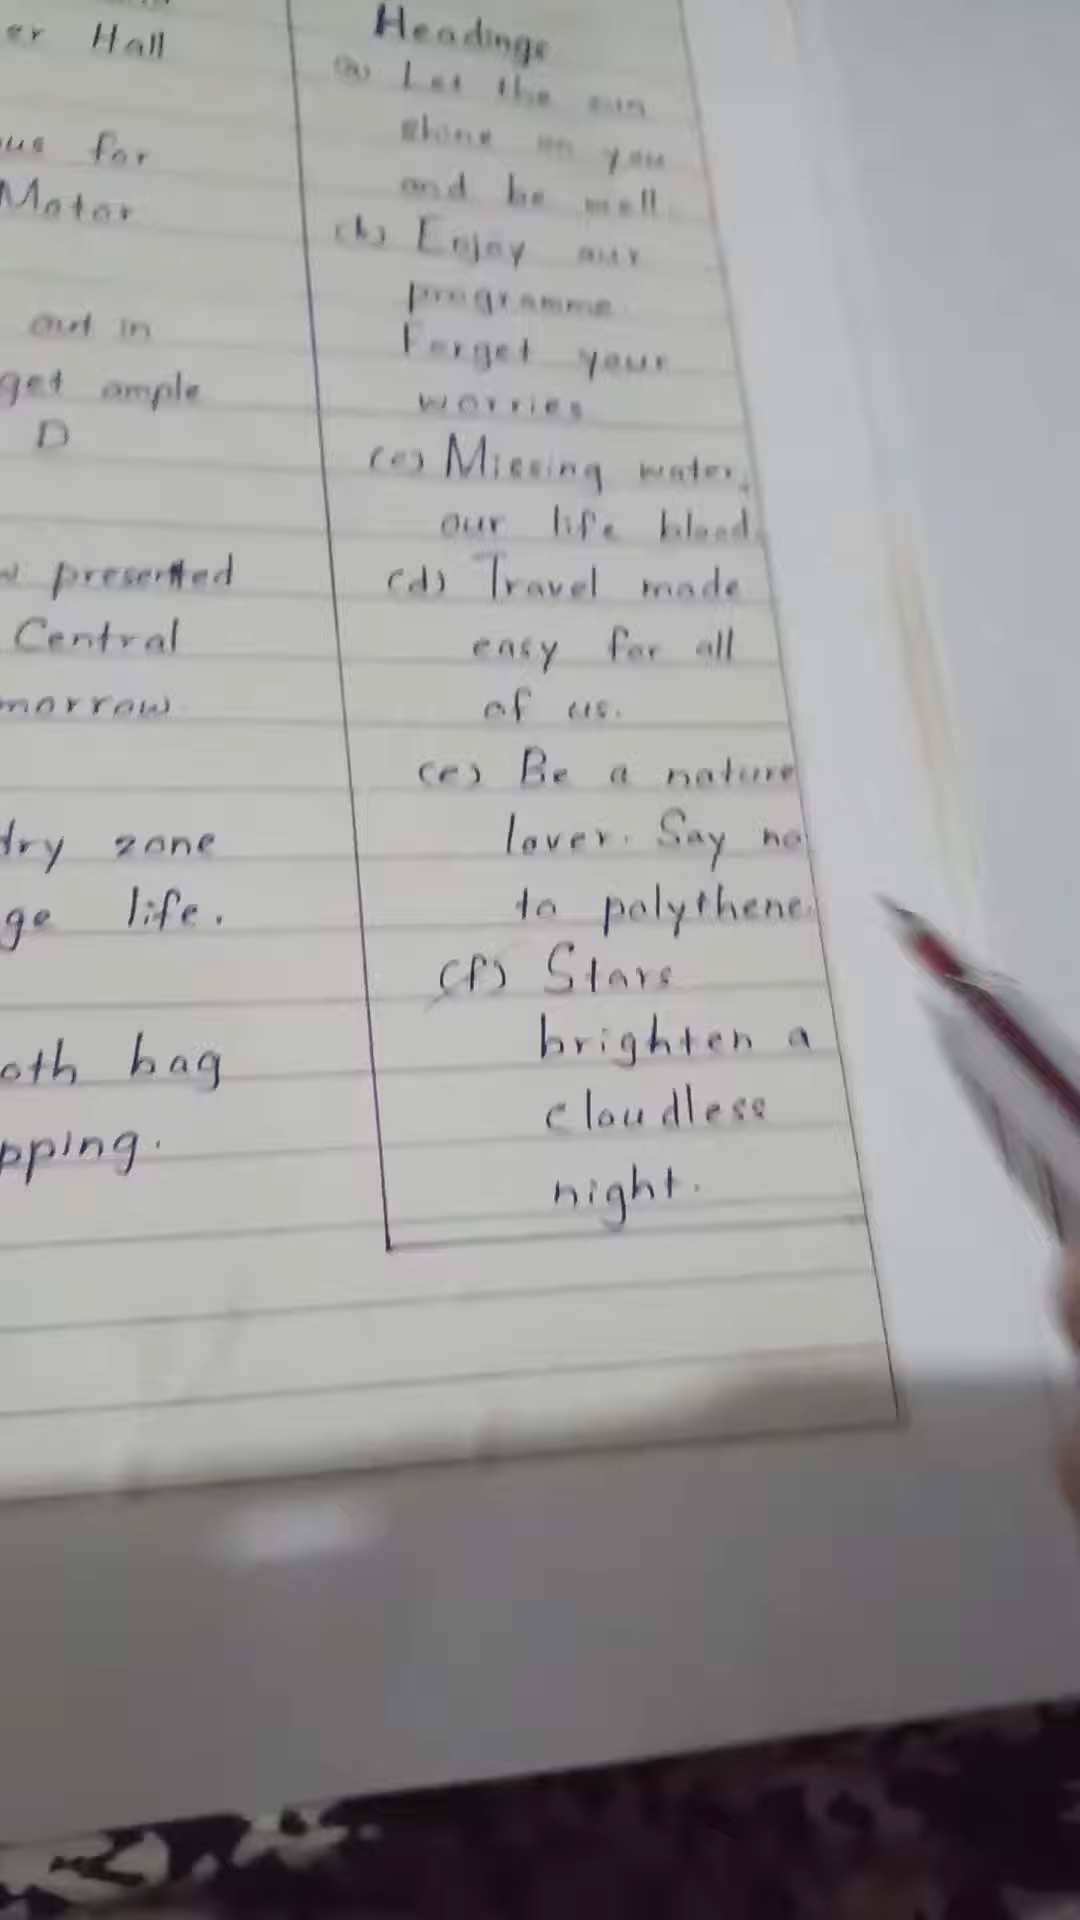 er Hall
us for
Motor
out in
get ample
D
presented
Central
morrow.
dry zone
ge life.
oth bag
pping.
Headings
(a) Let the sun
shine on you
and be well.
(b) Enjoy our
programme.
Forget your
worries
(c) Missing water,
our life blood.
(d) Travel made
easy for all
of us.
(e) Be a nature
lover. Say no
to polythene.
(f) Stars
brighten a
cloudless
night.